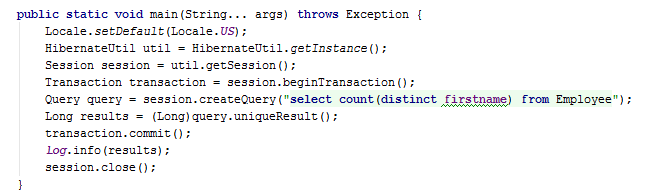 public static void main(String... args) throws Exception {
Locale.setDefault(Locale.US);
HibernateUtil util = HibernateUtil.getInstance();
Session session = util.getSession();
Transaction transaction = session.beginTransaction();
Query query = session.createQuery("select count(distinct firstname) from Employee");
Long results = (Long)query.uniqueResult();
transaction.commit();
log.info(results);
session.close();
}